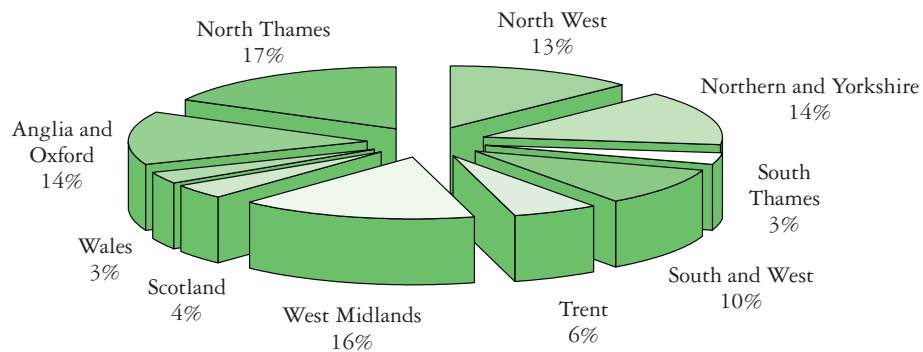 North Thames
17%
North West
13%
Northern and Yorkshire
14%
South
Thames
3%
South and West
10%
Trent
6%
West Midlands
16%
Scotland
4%
Wales
3%
Anglia and
Oxford
14%